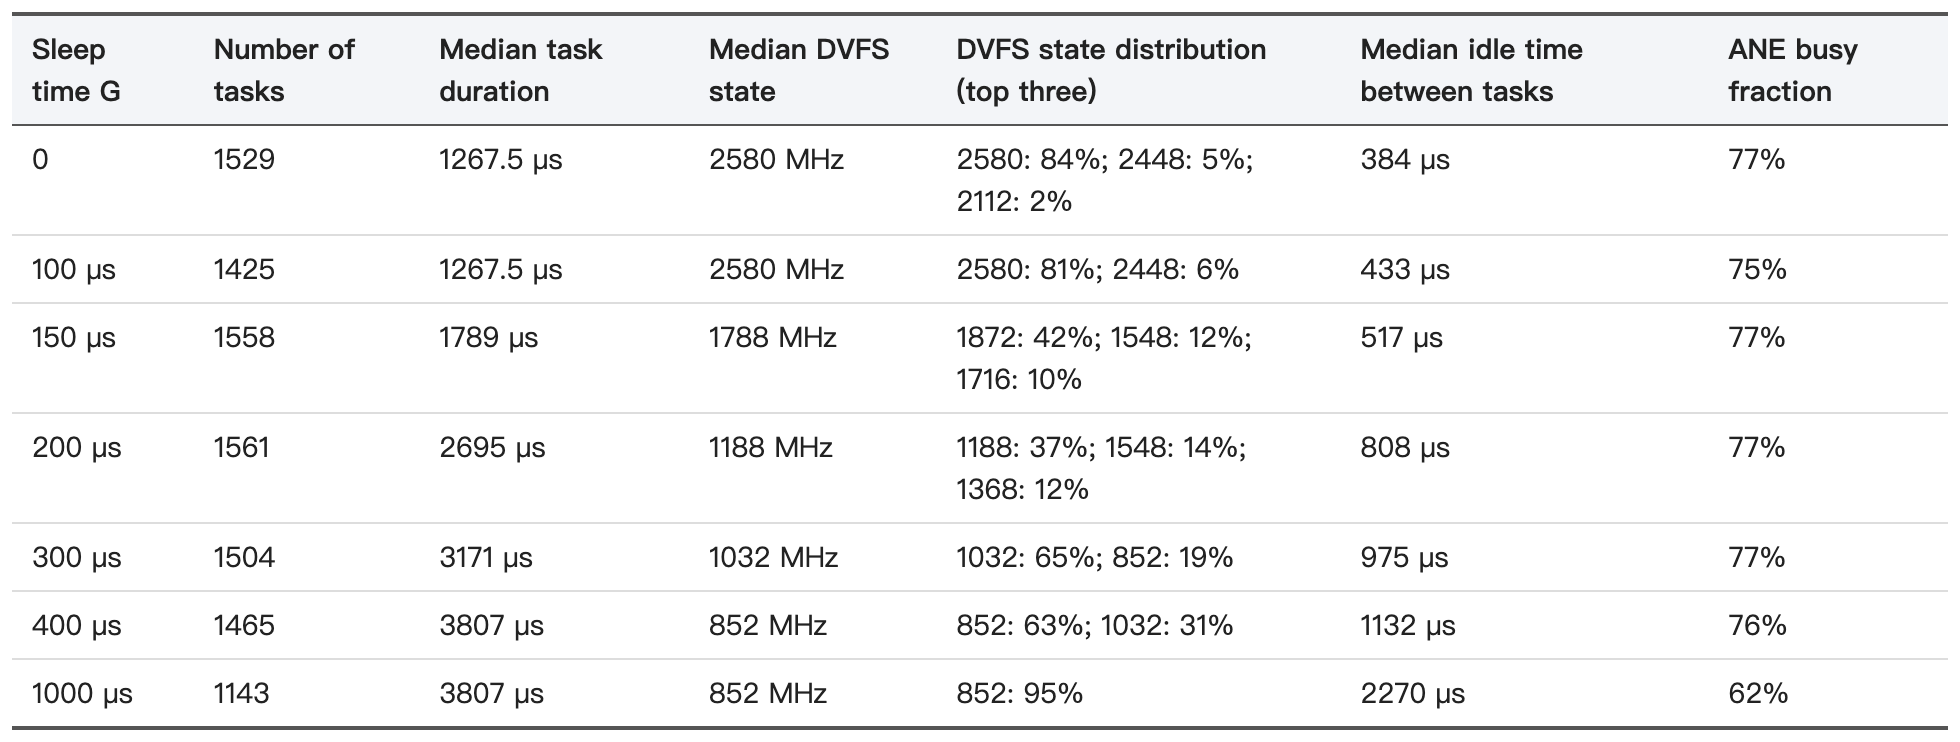 Sleep time G | Number of tasks | Median task duration | Median DVFS state | DVFS state distribution (top three) | Median idle time between tasks | ANE busy fraction
0 | 1529 | 1267.5 µs | 2580 MHz | 2580: 84%; 2448: 5%; 2112: 2% | 384 µs | 77%
100 µs | 1425 | 1267.5 µs | 2580 MHz | 2580: 81%; 2448: 6% | 433 µs | 75%
150 µs | 1558 | 1789 µs | 1788 MHz | 1872: 42%; 1548: 12%; 1716: 10% | 517 µs | 77%
200 µs | 1561 | 2695 µs | 1188 MHz | 1188: 37%; 1548: 14%; 1368: 12% | 808 µs | 77%
300 µs | 1504 | 3171 µs | 1032 MHz | 1032: 65%; 852: 19% | 975 µs | 77%
400 µs | 1465 | 3807 µs | 852 MHz | 852: 63%; 1032: 31% | 1132 µs | 76%
1000 µs | 1143 | 3807 µs | 852 MHz | 852: 95% | 2270 µs | 62%